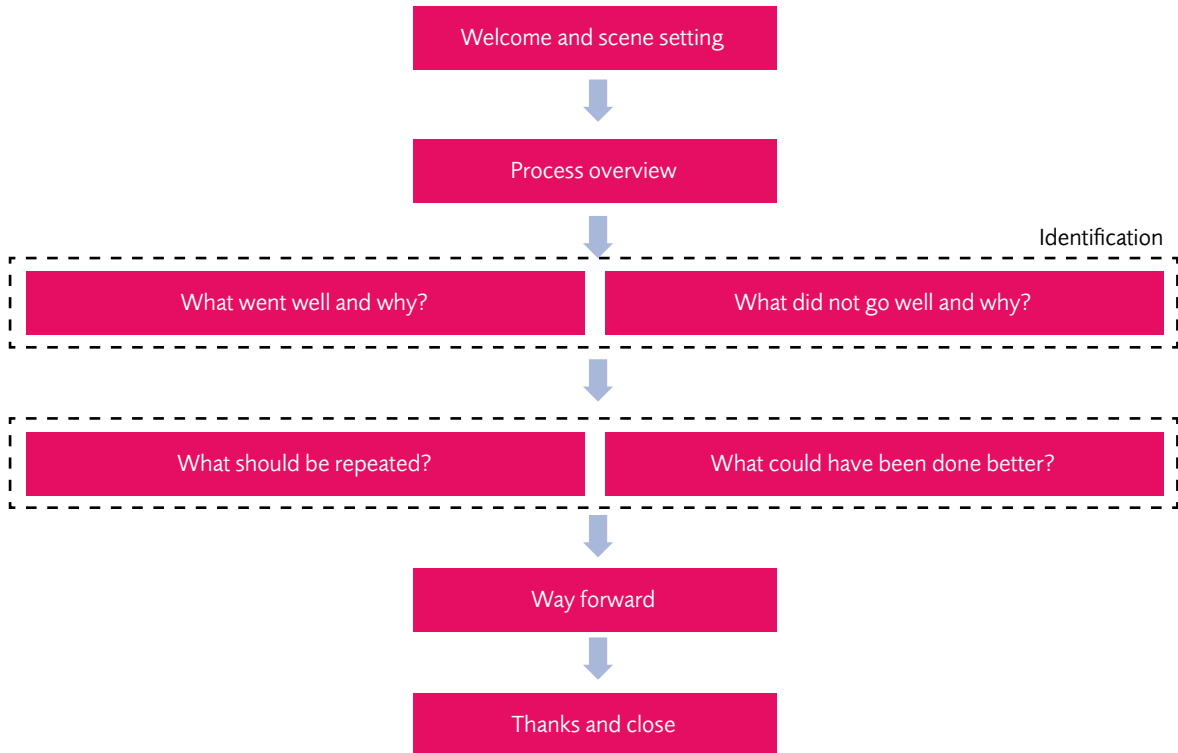 Welcome and scene setting
Process overview
Identification
What went well and why?
What did not go well and why?
What should be repeated?
What could have been done better?
Way forward
Thanks and close